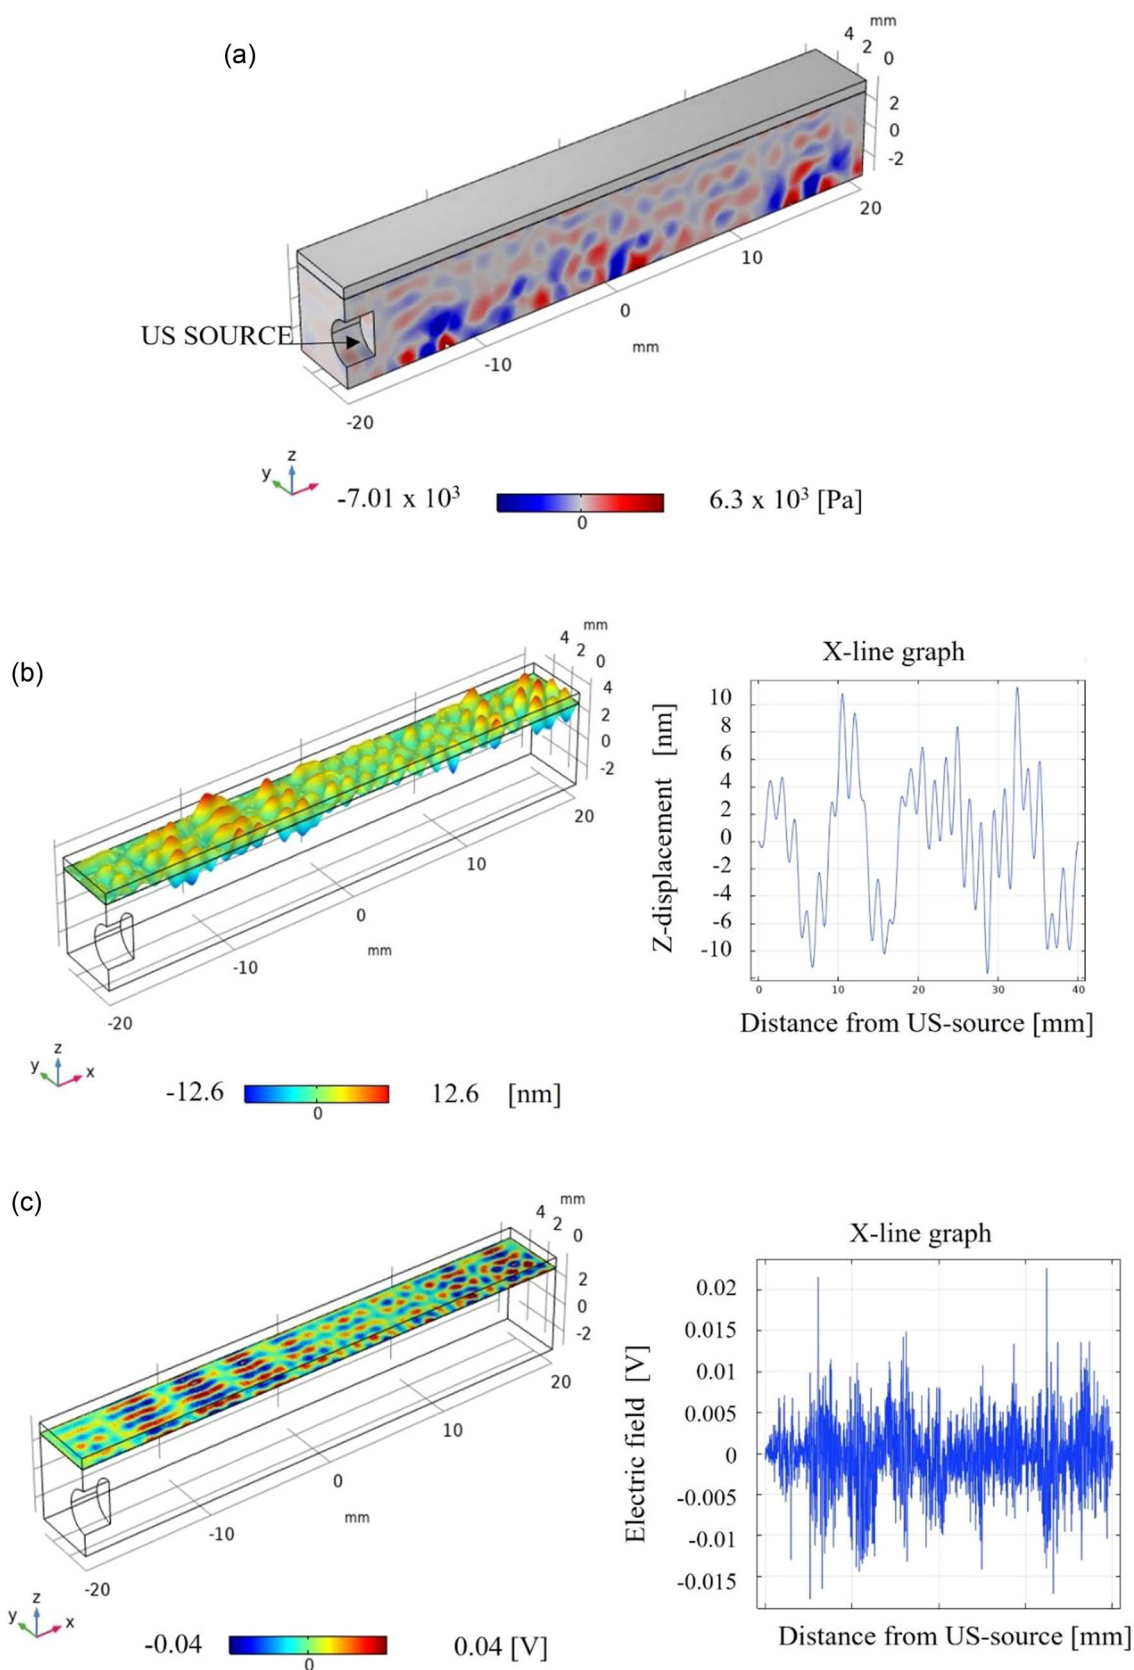 (a)
mm
4
2
0
2
0
-2
20
10
0
mm
-10
-20
US SOURCE
z
y
-7.01 x 10³
0
6.3 x 10³ [Pa]
(b)
mm
4
2
0
4
2
0
-2
20
10
0
mm
-10
-20
z
y
x
-12.6
0
12.6 [nm]
X-line graph
Z-displacement [nm]
10
8
6
4
2
0
-2
-4
-6
-10
0 10 20 30 40
Distance from US-source [mm]
(c)
mm
4
2
0
2
0
-2
20
10
0
mm
-10
-20
z
y
x
-0.04
0
0.04 [V]
X-line graph
Electric field [V]
0.02
0.015
0.01
0.005
0
-0.005
-0.01
-0.015
Distance from US-source [mm]